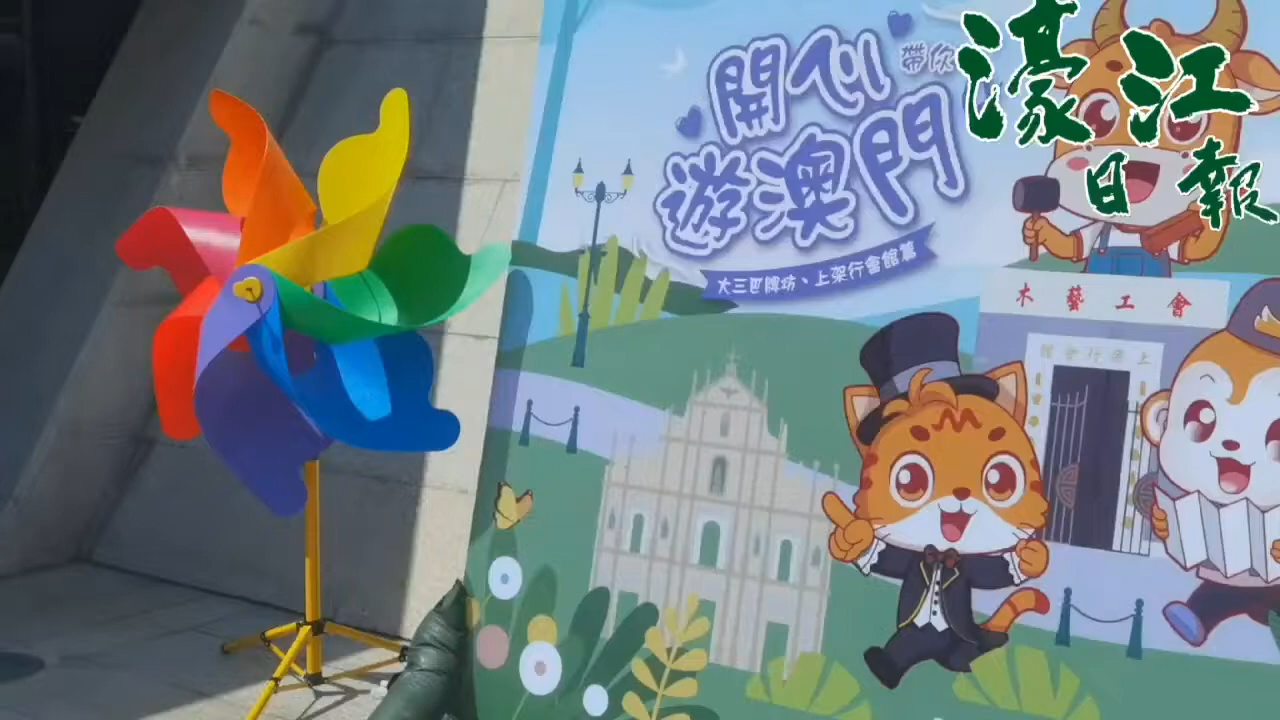 開心
帶你
遊澳門
大三巴牌坊、上架行會館篇
濠江
日報
木藝工會
上架行會館